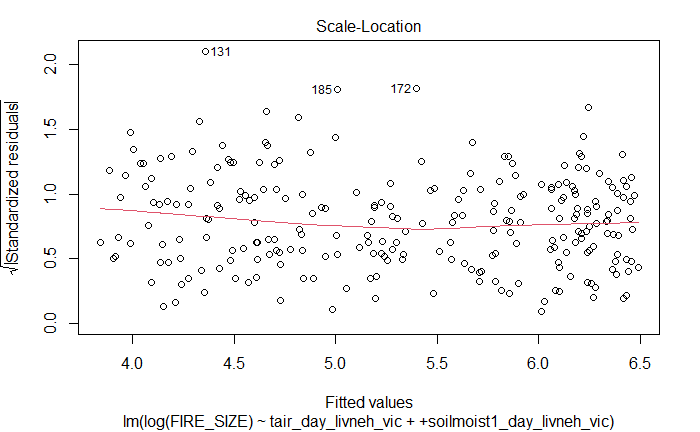 Scale-Location
√|Standardized residuals|
2.0
1.5
1.0
0.5
0.0
131
185
172
4.0 4.5 5.0 5.5 6.0 6.5
Fitted values
lm(log(FIRE_SIZE) ~ tair_day_livneh_vic + +soilmoist1_day_livneh_vic)